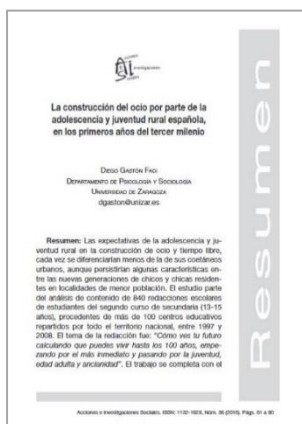 acciones
investigaciones
La construcción del ocio por parte de la
adolescencia y juventud rural española,
en los primeros años del tercer milenio
DIEGO GASTÓN FACI
DEPARTAMENTO DE PSICOLOGÍA Y SOCIOLOGÍA
UNIVERSIDAD DE ZARAGOZA
dgaston@unizar.es
Resumen: Las expectativas de la adolescencia y ju-
ventud rural en la construcción de ocio y tiempo libre,
cada vez se diferenciarían menos de la de sus coetáneos
urbanos, aunque persistirían algunas características en-
tre las nuevas generaciones de chicos y chicas residen-
tes en localidades de menor población. El estudio parte
del análisis de contenido de 840 redacciones escolares
de estudiantes del segundo curso de secundaria (13-15
años), procedentes de más de 100 centros educativos
repartidos por todo el territorio nacional, entre 1997 y
2008. El tema de la redacción fue: "Cómo ves tu futuro
calculando que puedes vivir hasta los 100 años, empe-
zando por el más inmediato y pasando por la juventud,
edad adulta y ancianidad". El trabajo se completa con el
Resumen
Acciones e Investigaciones Sociales. ISSN: 1132-192X, Núm. 36 (2016). Págs. 61 a 90